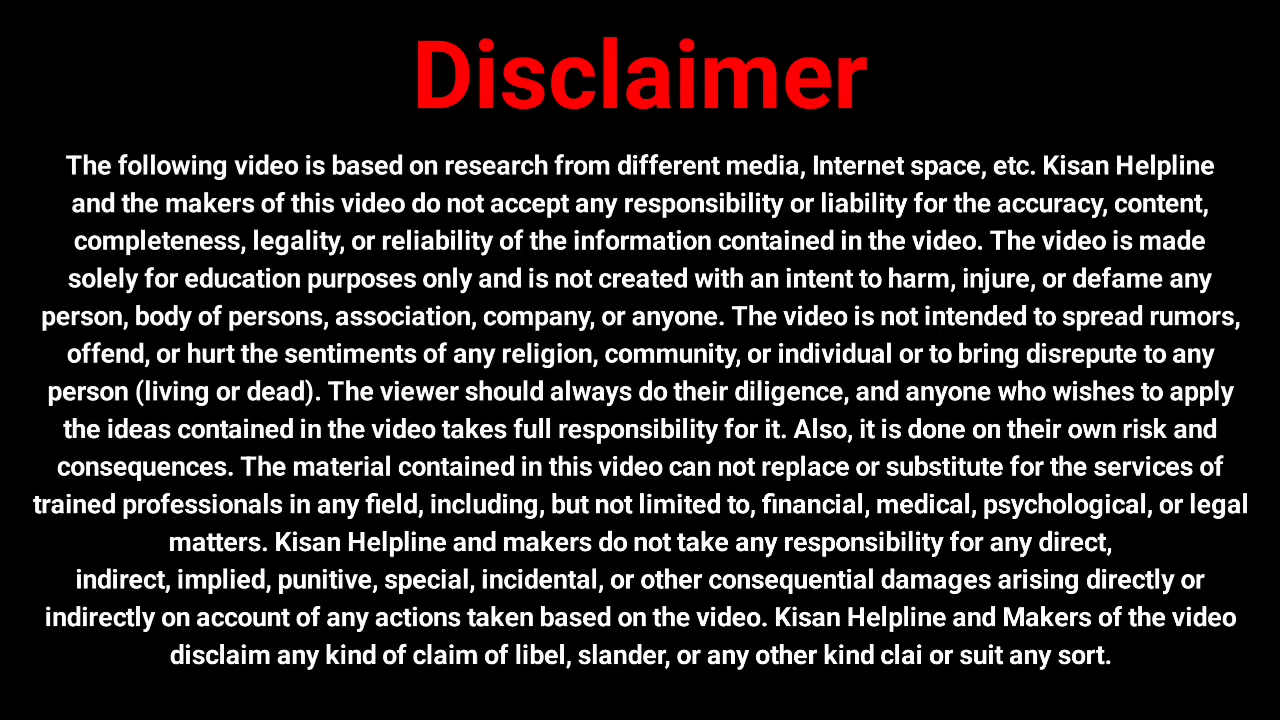 Disclaimer
The following video is based on research from different media, Internet space, etc. Kisan Helpline
and the makers of this video do not accept any responsibility or liability for the accuracy, content,
completeness, legality, or reliability of the information contained in the video. The video is made
solely for education purposes only and is not created with an intent to harm, injure, or defame any
person, body of persons, association, company, or anyone. The video is not intended to spread rumors,
offend, or hurt the sentiments of any religion, community, or individual or to bring disrepute to any
person (living or dead). The viewer should always do their diligence, and anyone who wishes to apply
the ideas contained in the video takes full responsibility for it. Also, it is done on their own risk and
consequences. The material contained in this video can not replace or substitute for the services of
trained professionals in any field, including, but not limited to, financial, medical, psychological, or legal
matters. Kisan Helpline and makers do not take any responsibility for any direct,
indirect, implied, punitive, special, incidental, or other consequential damages arising directly or
indirectly on account of any actions taken based on the video. Kisan Helpline and Makers of the video
disclaim any kind of claim of libel, slander, or any other kind clai or suit any sort.